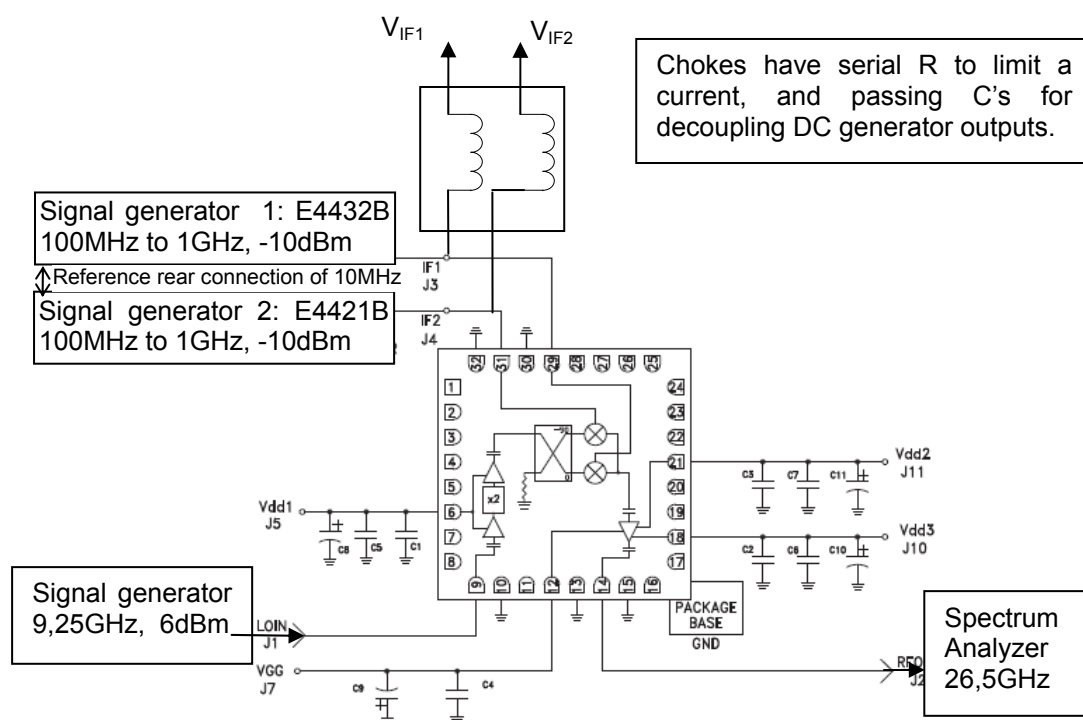 V_IF1
V_IF2
Chokes have serial R to limit a
current, and passing C's for
decoupling DC generator outputs.
Signal generator 1: E4432B
100MHz to 1GHz, -10dBm
Reference rear connection of 10MHz
Signal generator 2: E4421B
100MHz to 1GHz, -10dBm
IF1
J3
IF2
J4
32
31
30
29
28
27
26
25
1
2
3
4
5
6
7
8
24
23
22
21
20
19
18
17
-90
0
x2
Vdd1
J5
C8
C5
C1
C3
C7
C11
Vdd2
J11
C2
C6
C10
Vdd3
J10
9
10
11
12
13
14
15
16
PACKAGE
BASE
GND
Signal generator
9,25GHz, 6dBm
LOIN
J1
VGG
J7
C9
C4
RFO
J2
Spectrum
Analyzer
26,5GHz